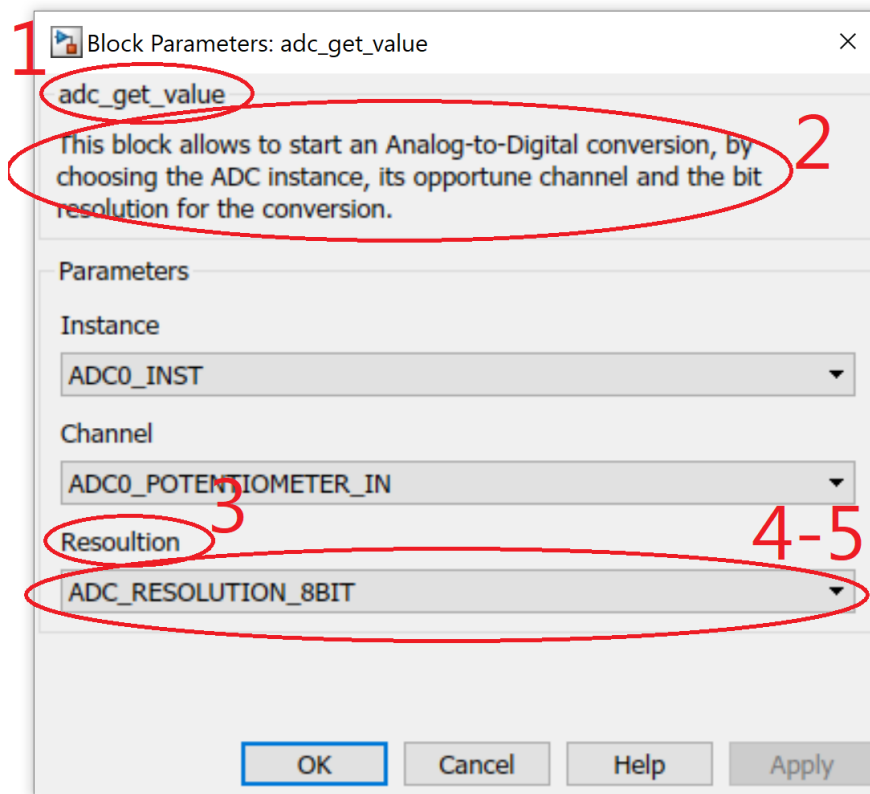 1
Block Parameters: adc_get_value
adc_get_value
2
This block allows to start an Analog-to-Digital conversion, by
choosing the ADC instance, its opportune channel and the bit
resolution for the conversion.
Parameters
Instance
ADC0_INST
Channel
ADC0_POTENTIOMETER_IN
3
Resoultion
4-5
ADC_RESOLUTION_8BIT
OK Cancel Help Apply